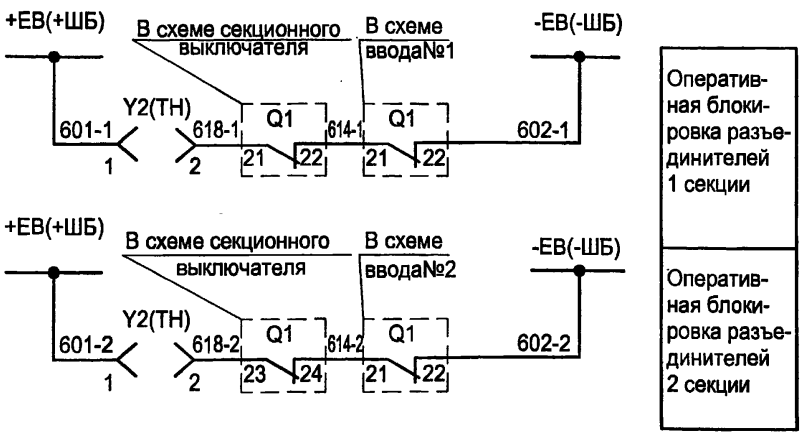 +ЕВ(+ШБ)
В схеме секционного
выключателя
В схеме
ввода№1
-ЕВ(-ШБ)
Y2(ТН)
601-1
1
2
618-1
Q1
21
22
614-1
Q1
21
22
602-1
Оператив-
ная блоки-
ровка разъе-
динителей
1 секции
+ЕВ(+ШБ)
В схеме секционного
выключателя
В схеме
ввода№2
-ЕВ(-ШБ)
Y2(ТН)
601-2
1
2
618-2
Q1
23
24
614-2
Q1
21
22
602-2
Оператив-
ная блоки-
ровка разъе-
динителей
2 секции